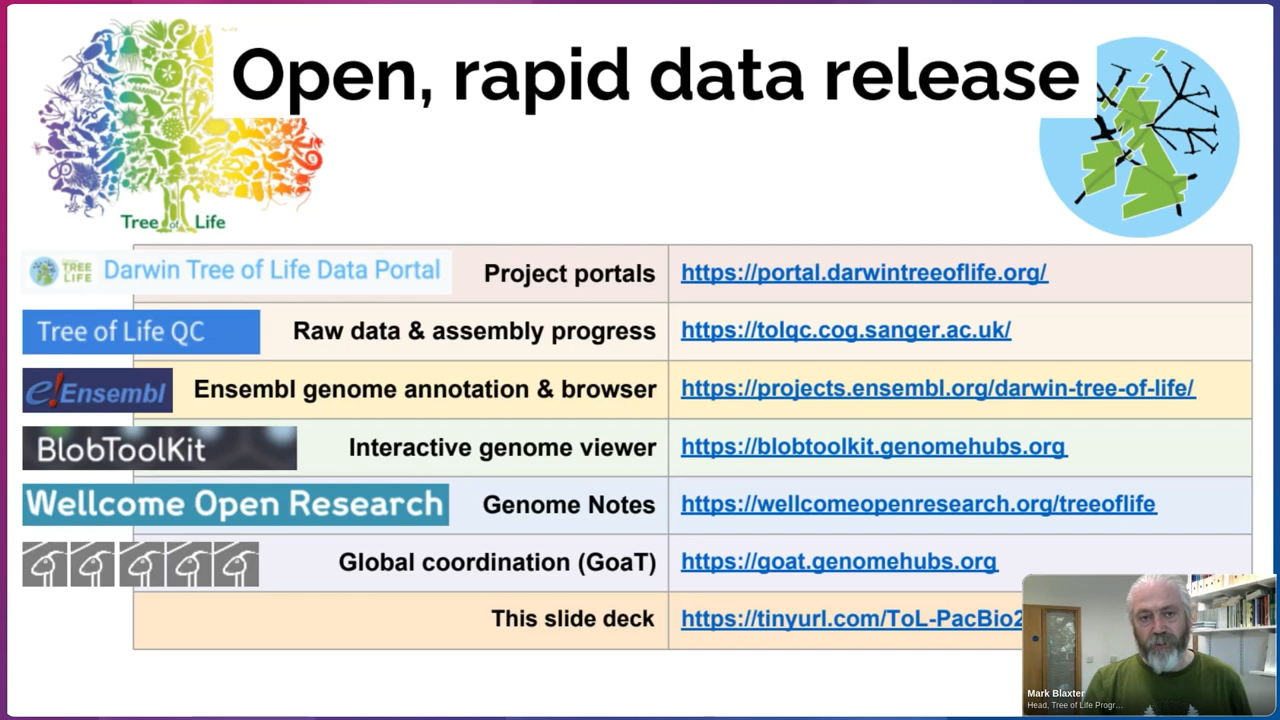 Open, rapid data release
Tree of Life
TREE
LIFE
Darwin Tree of Life Data Portal
Project portals
https://portal.darwintreeoflife.org/
Tree of Life QC
Raw data & assembly progress
https://tolqc.cog.sanger.ac.uk/
e!Ensembl
Ensembl genome annotation & browser
https://projects.ensembl.org/darwin-tree-of-life/
BlobToolKit
Interactive genome viewer
https://blobtoolkit.genomehubs.org
Wellcome Open Research
Genome Notes
https://wellcomeopenresearch.org/treeoflife
Global coordination (GoaT)
https://goat.genomehubs.org
This slide deck
https://tinyurl.com/ToL-PacBio2
Mark Blaxter
Head, Tree of Life Progr...